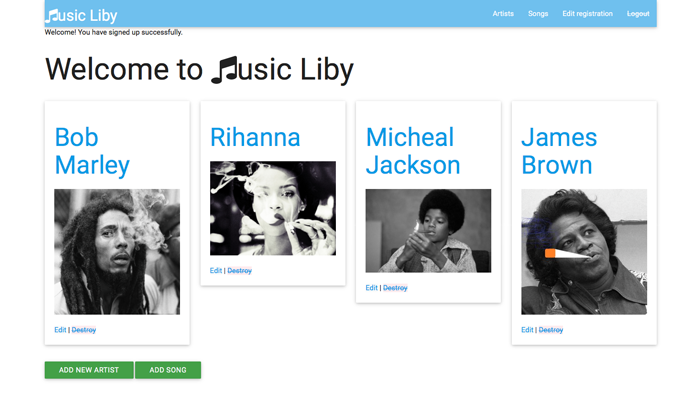 ♫usic Liby
Artists Songs Edit registration Logout
Welcome! You have signed up successfully.
Welcome to ♫usic Liby
Bob
Marley
Edit | Destroy
Rihanna
Edit | Destroy
Micheal
Jackson
Edit | Destroy
James
Brown
Edit | Destroy
ADD NEW ARTIST ADD SONG